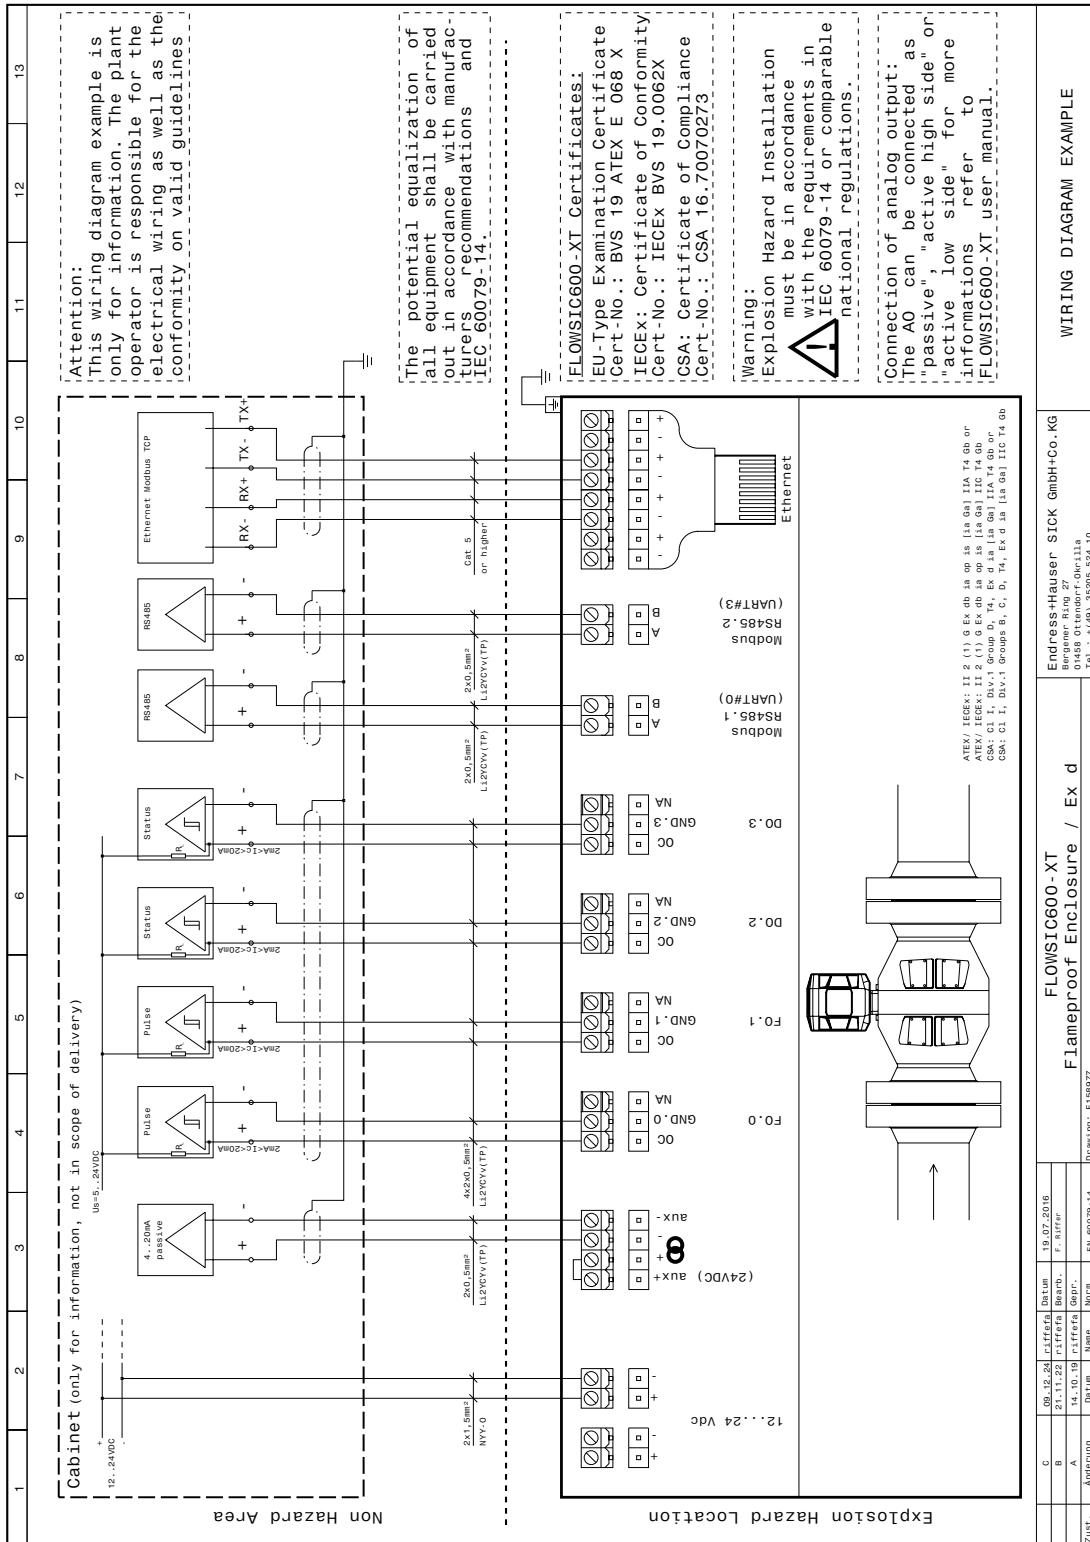 1
2
3
4
5
6
7
8
9
10
11
12
13
Attention:
This wiring diagram example is
only for information. The plant
operator is responsible for the
electrical wiring as well as the
conformity on valid guidelines
The potential equalization of
all equipment shall be carried
out in accordance with manufac-
turers recommendations and
IEC 60079-14.
FLOWSIC600-XT Certificates:
EU-Type Examination Certificate
Cert-No.: BVS 19 ATEX E 068 X
IECEx: Certificate of Conformity
Cert-No.: IECEx BVS 19.0062X
CSA: Certificate of Compliance
Cert-No.: CSA 16.70070273
Warning:
Explosion Hazard Installation
must be in accordance
with the requirements in
IEC 60079-14 or comparable
national regulations.
Connection of analog output:
The AO can be connected as
"passive", "active high side" or
"active low side" for more
informations refer to
FLOWSIC600-XT user manual.
Cabinet (only for information, not in scope of delivery)
+
12..24VDC
-
Us=5..24VDC
4..20mA
passive
+ -
Pulse
R
+ -
2mA<Ic<20mA
Pulse
R
+ -
2mA<Ic<20mA
Status
R
+ -
2mA<Ic<20mA
Status
R
+ -
2mA<Ic<20mA
RS485
+ -
RS485
+ -
Ethernet Modbus TCP
RX- RX+ TX- TX+
2x1,5mm²
NYY-O
2x0,5mm²
Li2YCYv(TP)
4x2x0,5mm²
Li2YCYv(TP)
2x0,5mm²
Li2YCYv(TP)
2x0,5mm²
Li2YCYv(TP)
Cat 5
or higher
Non Hazard Area
Explosion Hazard Location
+ - + -
12...24 Vdc
aux+ + - aux-
(24VDC)
OC GND.0 NA
FO.0
OC GND.1 NA
FO.1
OC GND.2 NA
DO.2
OC GND.3 NA
DO.3
A B
Modbus
RS485.1
(UART#0)
A B
Modbus
RS485.2
(UART#3)
+ - + - + - + -
Ethernet
ATEX/ IECEx: II 2 (1) G Ex db ia op is [ia Ga] IIA T4 Gb or
ATEX/ IECEx: II 2 (1) G Ex db ia op is [ia Ga] IIC T4 Gb
CSA: Cl I, Div.1 Group D, T4, Ex d ia [ia Ga] IIA T4 Gb or
CSA: Cl I, Div.1 Groups B, C, D, T4, Ex d ia [ia Ga] IIC T4 Gb
C 09.12.24 riffefa Datum 19.07.2016
B 21.11.22 riffefa Bearb. F. Riffer
A 14.10.19 riffefa Gepr.
Zust. Änderung Datum Name Norm EN 60079-14
FLOWSIC600-XT
Flameproof Enclosure / Ex d
Drawing: E158977
Endress+Hauser SICK GmbH+Co.KG
Bergener Ring 27
01458 Ottendorf-Okrilla
Tel.: +(49) 35205 524 10
WIRING DIAGRAM EXAMPLE